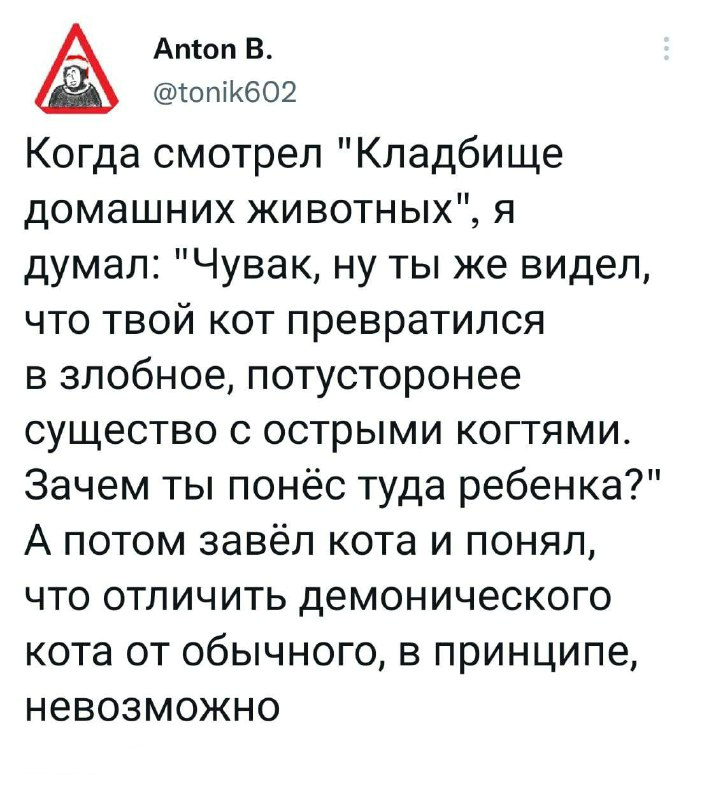 Anton B.
@tonik602
Когда смотрел "Кладбище
домашних животных", я
думал: "Чувак, ну ты же видел,
что твой кот превратился
в злобное, потусторонее
существо с острыми когтями.
Зачем ты понёс туда ребенка?"
А потом завёл кота и понял,
что отличить демонического
кота от обычного, в принципе,
невозможно